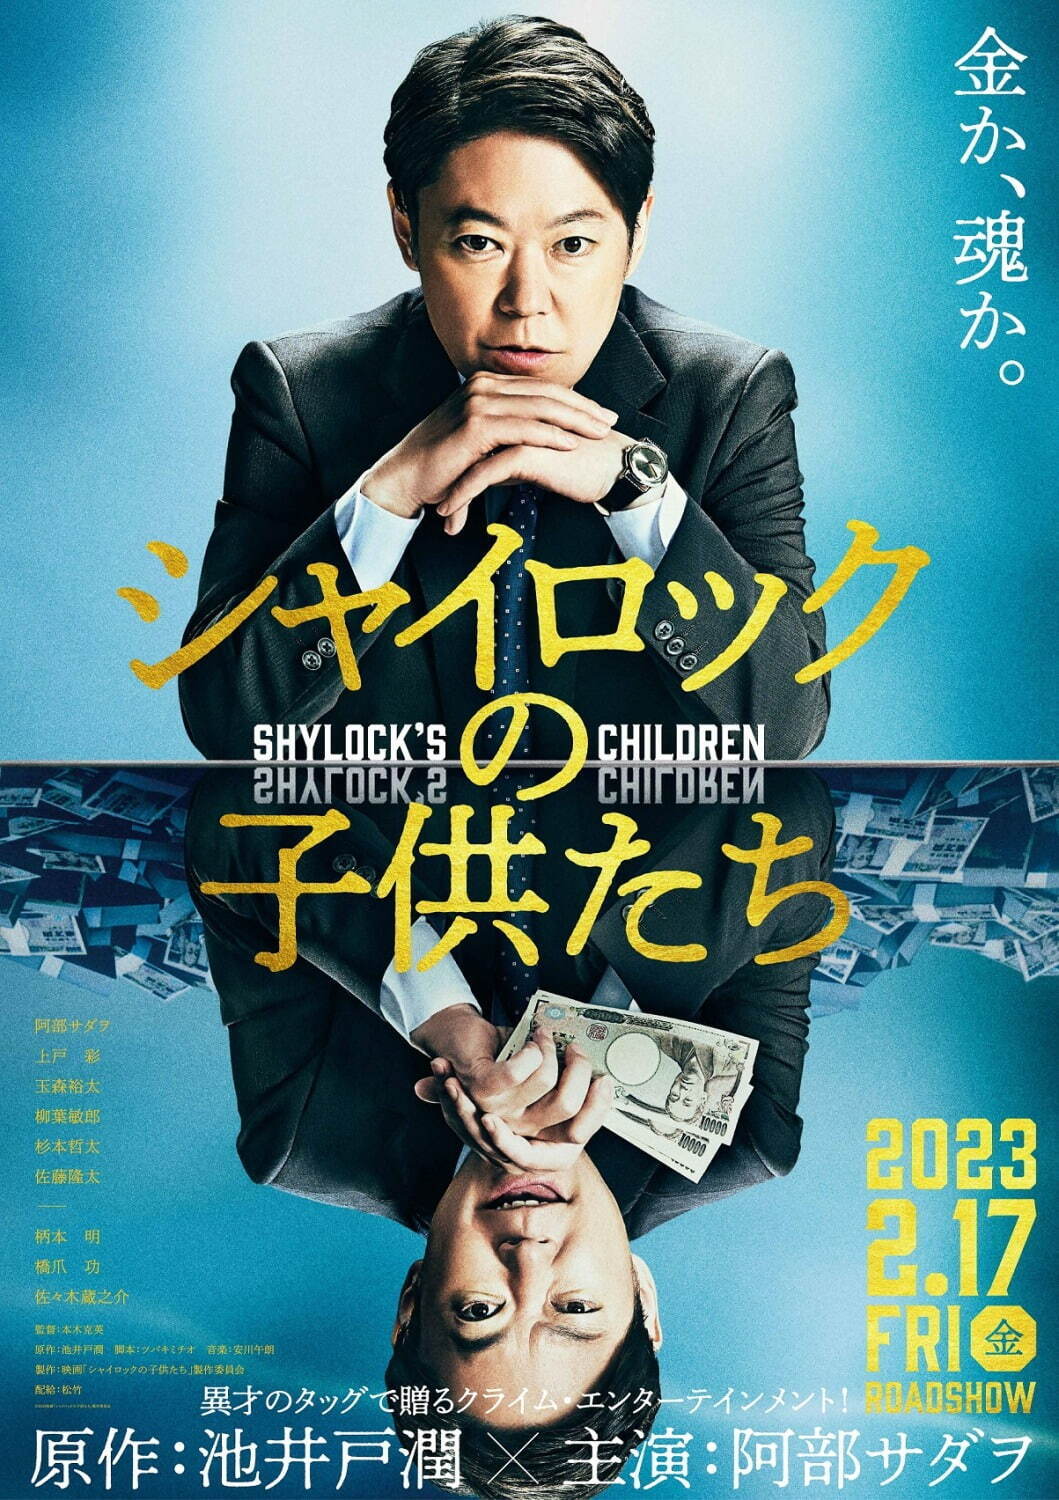 金か、魂か。
シャイロック
の
SHYLOCK'S CHILDREN
子供たち
阿部サダヲ
上戸 彩
玉森裕太
柳葉敏郎
杉本哲太
佐藤隆太
柄本 明
橋爪 功
佐々木蔵之介
監督:本木克英
原作:池井戸潤 脚本:ツバキミチオ 音楽:安川午朗
製作:映画「シャイロックの子供たち」製作委員会
配給:松竹
2023
2.17
FRI 金
ROADSHOW
異才のタッグで贈るクライム・エンターテインメント!
原作:池井戸潤×主演:阿部サダヲ
10000
10000